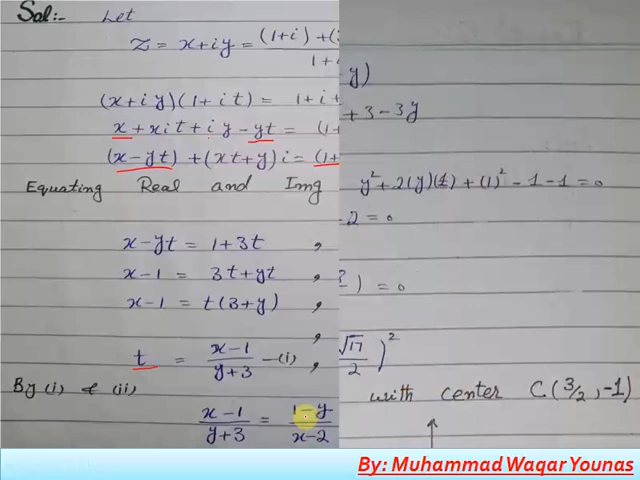 Sol:- Let
Z = x+iy = (1+i) + (3
1+i
(x+iy)(1+it) = 1+i+
x + xit + iy - yt = (1+
(x-yt) + (xt+y)i = (1+
Equating Real and Img
x-yt = 1+3t ,
x-1 = 3t+yt ,
x-1 = t(3+y) ,
,
t = x-1/y+3 -(i) ,
By (i) & (ii)
x-1/y+3 = 1-y/x-2
-y)
+3-3y
y²+2(y)(1)+(1)²-1-1=0
-2=0
) = 0
√17/2)²
with center C(3/2,-1)
By: Muhammad Waqar Younas